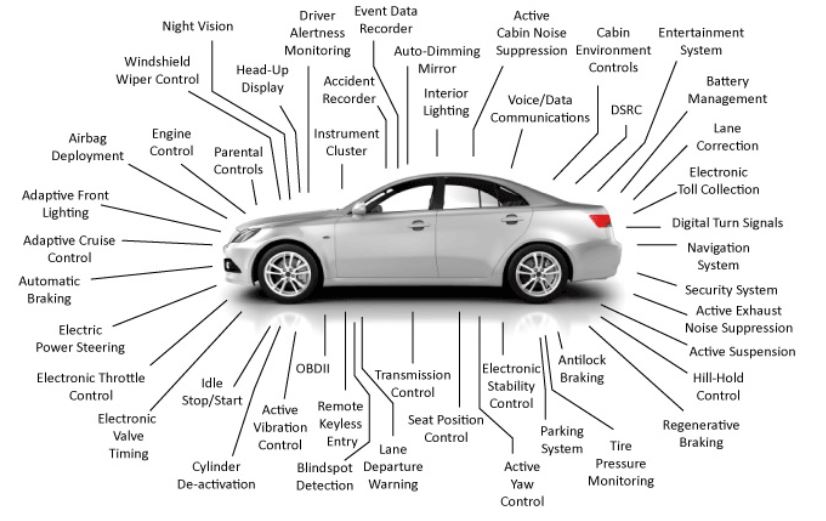 Night Vision
Driver
Alertness
Monitoring
Event Data
Recorder
Active
Cabin Noise
Suppression
Cabin
Environment
Controls
Entertainment
System
Windshield
Wiper Control
Head-Up
Display
Accident
Recorder
Auto-Dimming
Mirror
Interior
Lighting
Voice/Data
Communications
DSRC
Battery
Management
Airbag
Deployment
Engine
Control
Parental
Controls
Instrument
Cluster
Lane
Correction
Electronic
Toll Collection
Adaptive Front
Lighting
Digital Turn Signals
Adaptive Cruise
Control
Navigation
System
Automatic
Braking
Security System
Electric
Power Steering
Active Exhaust
Noise Suppression
Active Suspension
Electronic Throttle
Control
Idle
Stop/Start
OBDII
Transmission
Control
Electronic
Stability
Control
Antilock
Braking
Hill-Hold
Control
Electronic
Valve
Timing
Active
Vibration
Control
Remote
Keyless
Entry
Seat Position
Control
Parking
System
Regenerative
Braking
Cylinder
De-activation
Blindspot
Detection
Lane
Departure
Warning
Active
Yaw
Control
Tire
Pressure
Monitoring